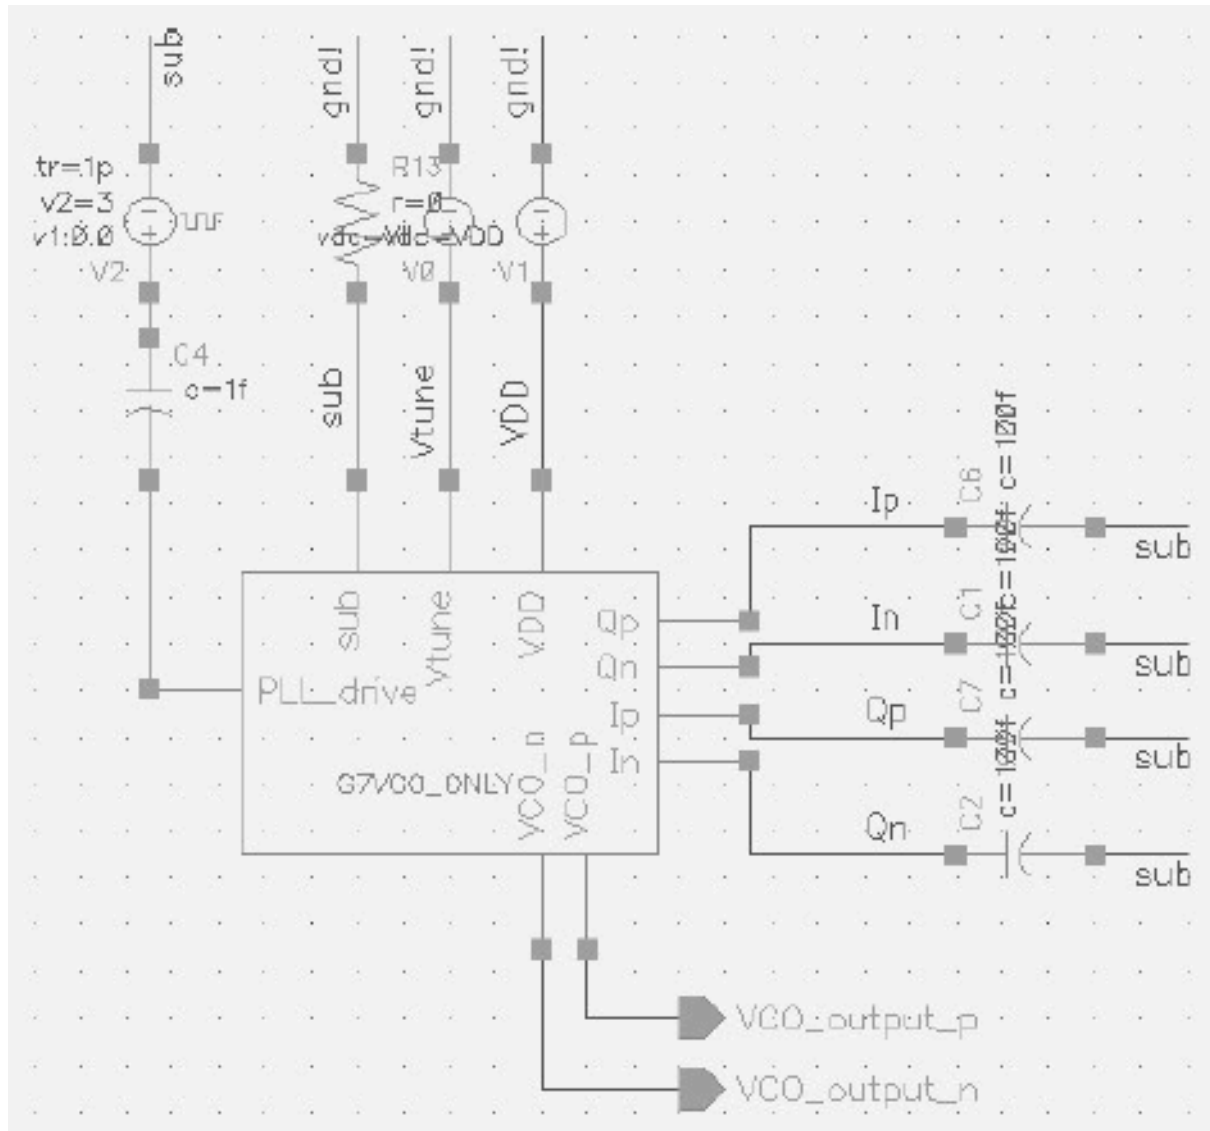 sub
gnd!
gnd!
gnd!
tr=1p
v2=3
v1:0.0
V2
R13
r=0
V0
V1
C4
c=1f
sub
Vtune
VDD
sub
Vtune
VDD
PLL_drive
G7VCO_ONLY
VCO_n
VCO_p
Qp
Qn
Ip
In
Ip
C6
c=100f
sub
In
C1
c=100f
sub
Qp
C7
c=100f
sub
Qn
C2
c=100f
sub
VCO_output_p
VCO_output_n